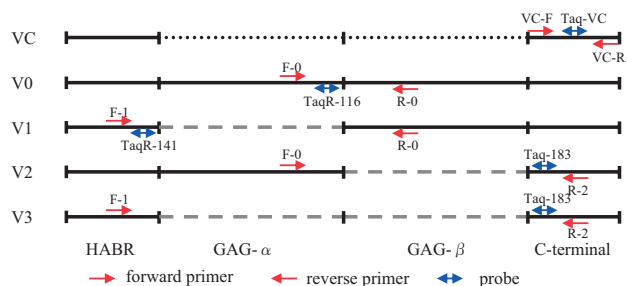 VC-F Taq-VC
VC
VC-R
F-0
V0
TaqR-116 R-0
F-1
V1
TaqR-141 R-0
F-0 Taq-183
V2
R-2
F-1 Taq-183
V3
R-2
HABR GAG- α GAG- β C-terminal
forward primer reverse primer probe